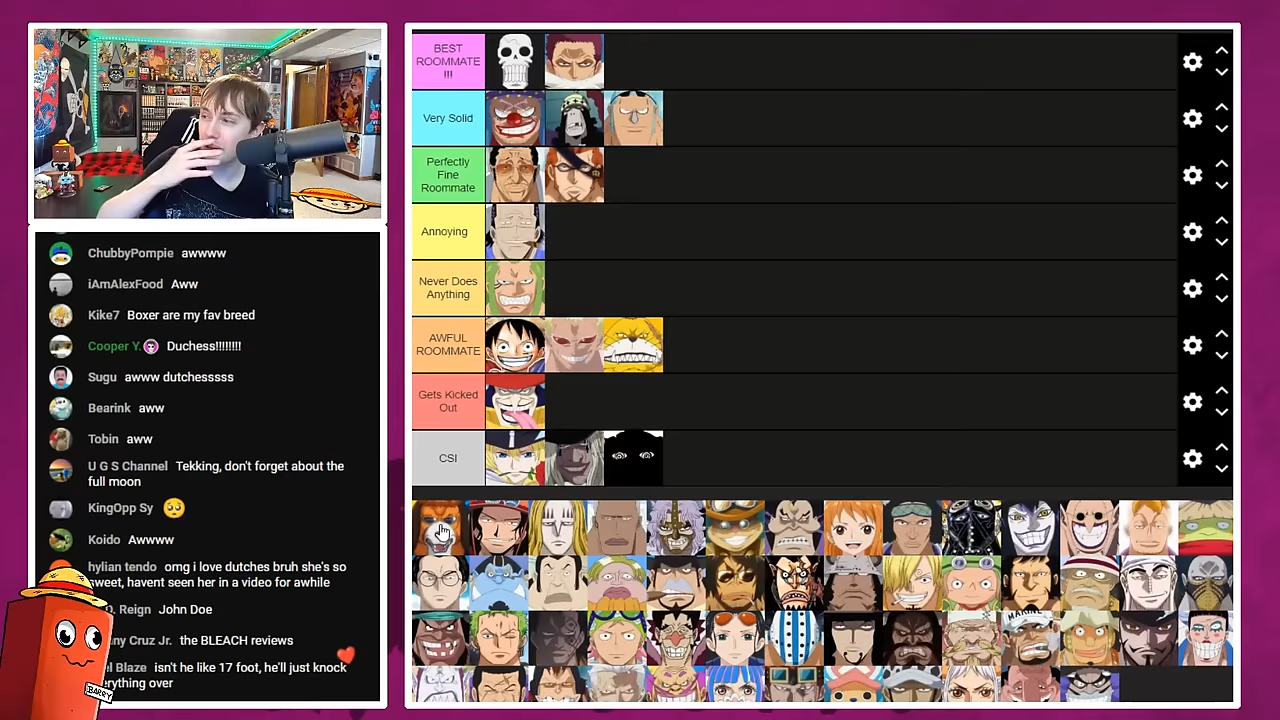 BEST
ROOMMATE
!!!
Very Solid
Perfectly
Fine
Roommate
Annoying
Never Does
Anything
AWFUL
ROOMMATE
Gets Kicked
Out
CSI
ChubbyPompie awwww
iAmAlexFood Aww
Kike7 Boxer are my fav breed
Cooper Y. Duchess!!!!!!!!
Sugu awww dutchesssss
Bearink aww
Tobin aww
U G S Channel Tekking, don't forget about the
full moon
KingOpp Sy 🥺
Koido Awwww
hylian tendo omg i love dutches bruh she's so
sweet, havent seen her in a video for awhile
Reign John Doe
ny Cruz Jr. the BLEACH reviews
el Blaze isn't he like 17 foot, he'll just knock
erything over
BARRY
MARINE